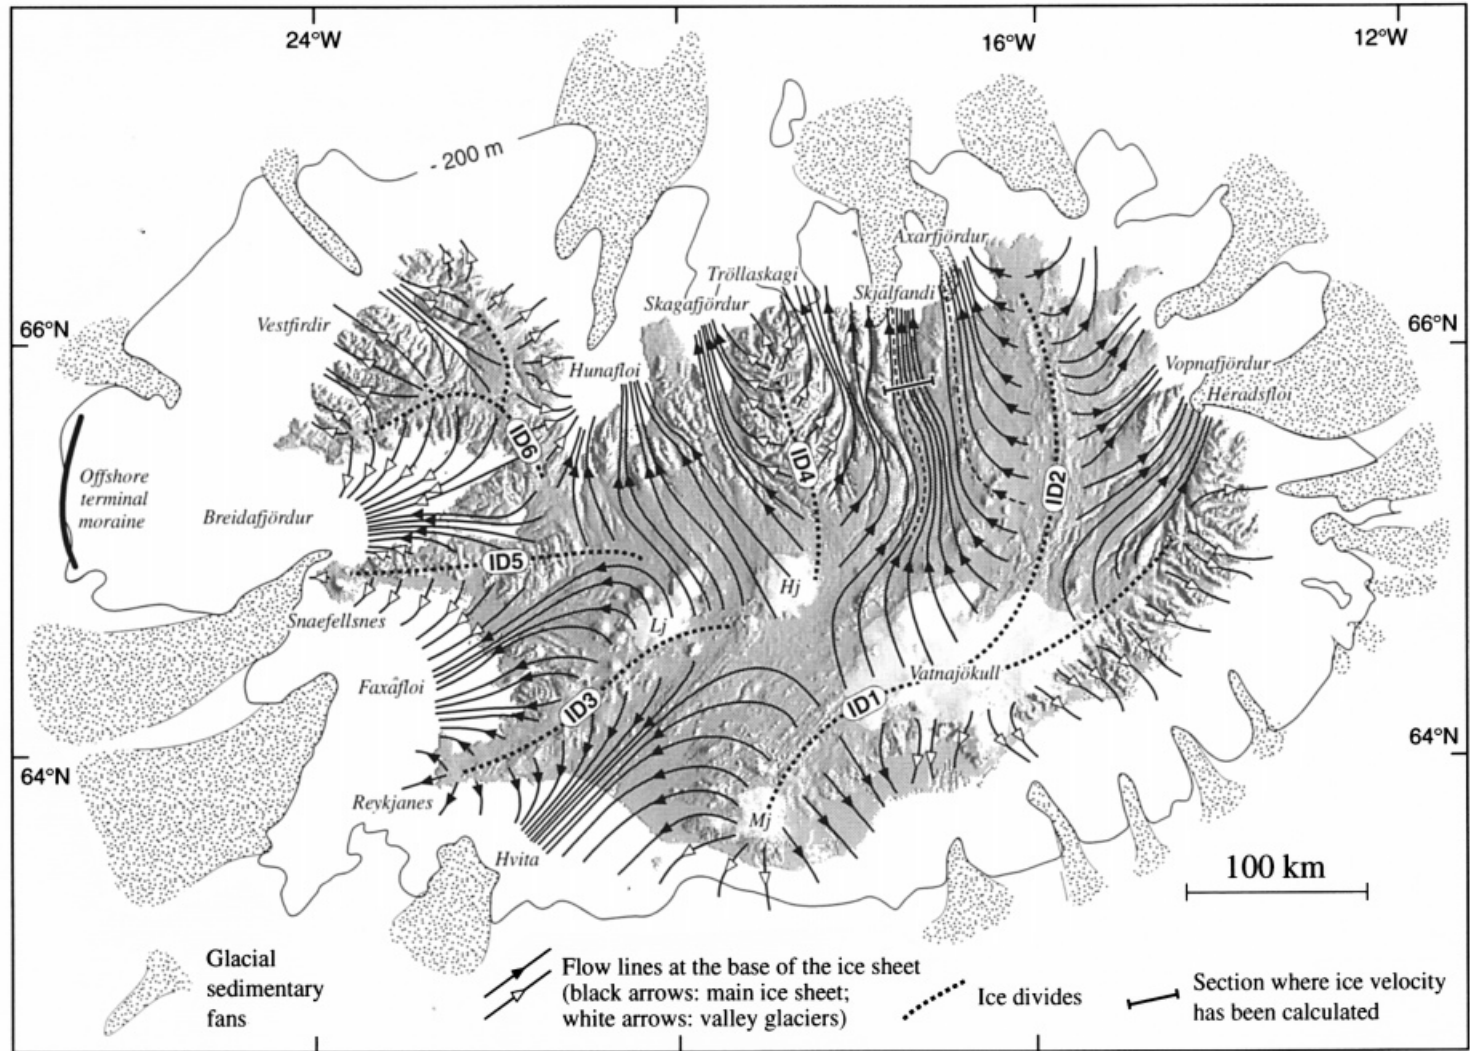 24°W
16°W
12°W
- 200 m
Axarfjördur
Tröllaskagi
Skjálfandi
Skagafjördur
Vestfirdir
66°N
66°N
Hunafloi
Vopnafjördur
Heradsfloi
ID6
ID4
ID2
Offshore
terminal
moraine
Breidafjördur
ID5
Hj
Snaefellsnes
Lj
Faxâfloi
Vatnajökull
ID3
ID1
64°N
64°N
Reykjanes
Mj
Hvita
100 km
Glacial
sedimentary
fans
Flow lines at the base of the ice sheet
(black arrows: main ice sheet;
white arrows: valley glaciers)
Ice divides
Section where ice velocity
has been calculated